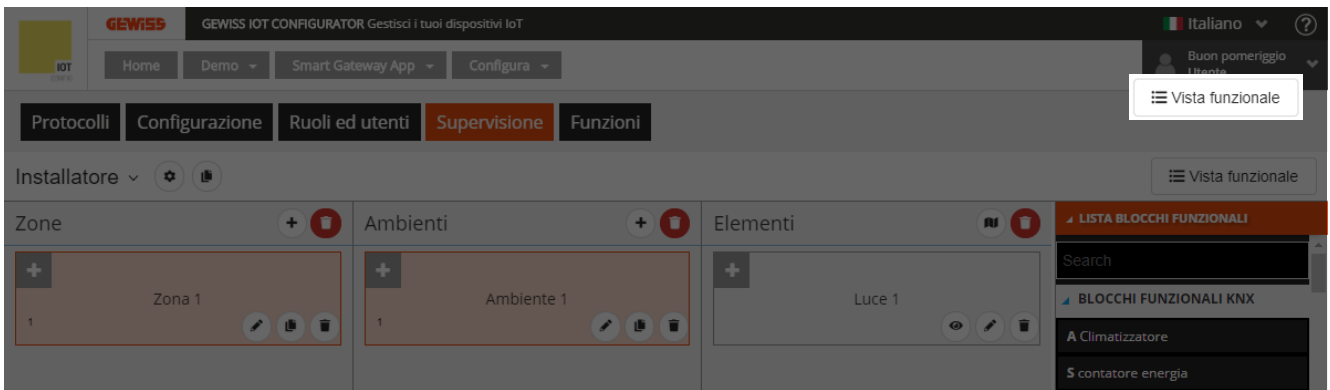 GEWISS GEWISS IOT CONFIGURATOR Gestisci i tuoi dispositivi IoT Italiano ?
IOT
Home Demo Smart Gateway App Configura Buon pomeriggio
Utente
Vista funzionale
Protocolli Configurazione Ruoli ed utenti Supervisione Funzioni
Installatore Vista funzionale
Zone Ambienti Elementi LISTA BLOCCHI FUNZIONALI
Search
Zona 1 Ambiente 1 Luce 1 BLOCCHI FUNZIONALI KNX
1 1
A Climatizzatore
S contatore energia